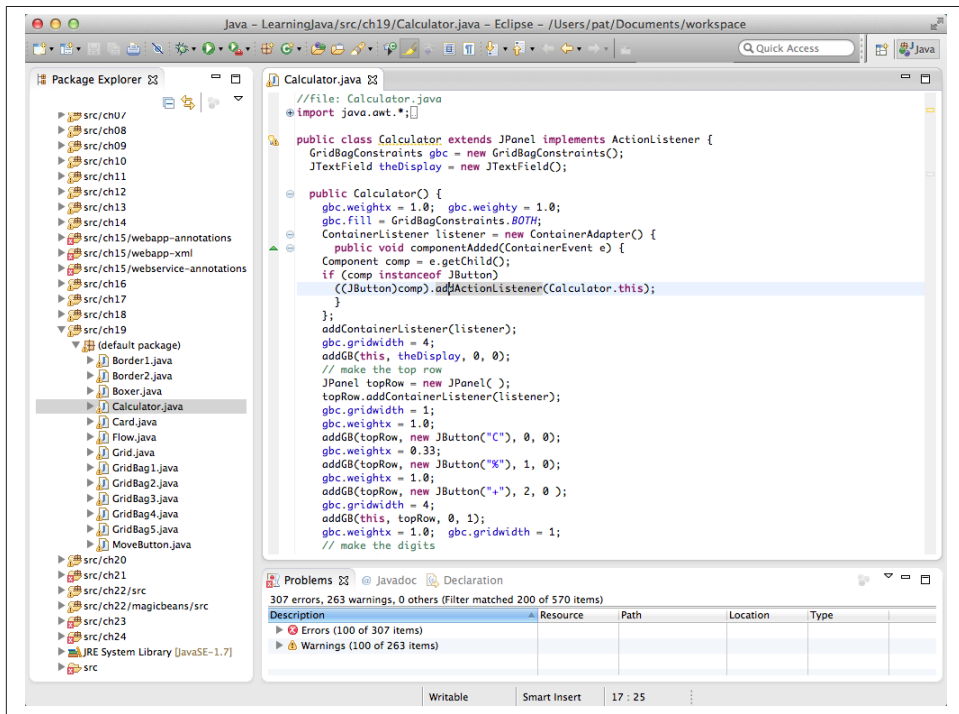 Java – LearningJava/src/ch19/Calculator.java – Eclipse – /Users/pat/Documents/workspace
Quick Access
Java
Package Explorer
src/ch07
src/ch08
src/ch09
src/ch10
src/ch11
src/ch12
src/ch13
src/ch14
src/ch15/webapp-annotations
src/ch15/webapp-xml
src/ch15/webservice-annotations
src/ch16
src/ch17
src/ch18
src/ch19
(default package)
Border1.java
Border2.java
Boxer.java
Calculator.java
Card.java
Flow.java
Grid.java
GridBag1.java
GridBag2.java
GridBag3.java
GridBag4.java
GridBag5.java
MoveButton.java
src/ch20
src/ch21
src/ch22/src
src/ch22/magicbeans/src
src/ch23
src/ch24
JRE System Library [JavaSE-1.7]
src
Calculator.java
//file: Calculator.java
import java.awt.*;
public class Calculator extends JPanel implements ActionListener {
GridBagConstraints gbc = new GridBagConstraints();
JTextField theDisplay = new JTextField();
public Calculator() {
gbc.weightx = 1.0;  gbc.weighty = 1.0;
gbc.fill = GridBagConstraints.BOTH;
ContainerListener listener = new ContainerAdapter() {
public void componentAdded(ContainerEvent e) {
Component comp = e.getChild();
if (comp instanceof JButton)
((JButton)comp).addActionListener(Calculator.this);
}
};
addContainerListener(listener);
gbc.gridwidth = 4;
addGB(this, theDisplay, 0, 0);
// make the top row
JPanel topRow = new JPanel( );
topRow.addContainerListener(listener);
gbc.gridwidth = 1;
gbc.weightx = 1.0;
addGB(topRow, new JButton("C"), 0, 0);
gbc.weightx = 0.33;
addGB(topRow, new JButton("%"), 1, 0);
gbc.weightx = 1.0;
addGB(topRow, new JButton("+"), 2, 0 );
gbc.gridwidth = 4;
addGB(this, topRow, 0, 1);
gbc.weightx = 1.0;  gbc.gridwidth = 1;
// make the digits
Problems
@ Javadoc
Declaration
307 errors, 263 warnings, 0 others (Filter matched 200 of 570 items)
Description
Resource
Path
Location
Type
Errors (100 of 307 items)
Warnings (100 of 263 items)
Writable
Smart Insert
17 : 25